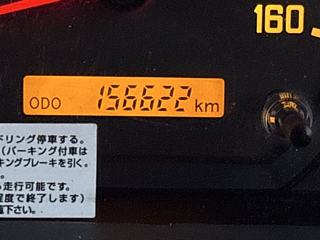 160
ODO 156622 km
ドリング停車する。
(パーキング付車は
キングブレーキを引く。
。
走行可能です。
程度で終了します)
下さい。